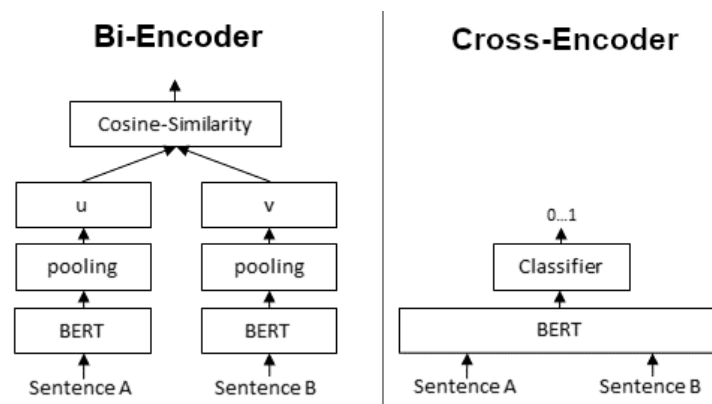 Bi-Encoder
Cosine-Similarity
u
v
pooling
pooling
BERT
BERT
Sentence A
Sentence B
Cross-Encoder
0...1
Classifier
BERT
Sentence A
Sentence B